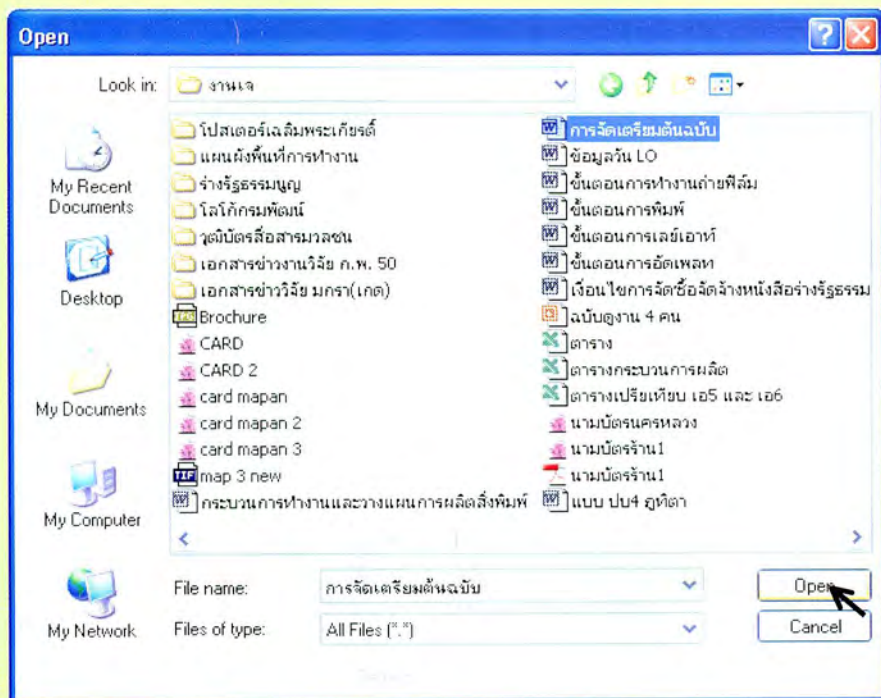 Open
Look in:
งานเจ
My Recent
Documents
Desktop
My Documents
My Computer
My Network
โปสเตอร์เฉลิมพระเกียรติ์
แผนผังพื้นที่การทำงาน
ร่างรัฐธรรมนูญ
โลโก้กรมพัฒน์
วุฒิบัตรสื่อสารมวลชน
เอกสารข่าวงานวิจัย ก.พ. 50
เอกสารข่าววิจัย มกรา(เกด)
Brochure
CARD
CARD 2
card mapan
card mapan 2
card mapan 3
map 3 new
กระบวนการทำงานและวางแผนการผลิตสิ่งพิมพ์
การจัดเตรียมต้นฉบับ
ข้อมูลวัน LO
ขั้นตอนการทำงานถ่ายฟีล์ม
ขั้นตอนการพิมพ์
ขั้นตอนการเลย์เอาท์
ขั้นตอนการอัดเพลท
เงื่อนไขการจัดซื้อจัดจ้างหนังสือร่างรัฐธรรม
ฉบับดูงาน 4 คน
ตาราง
ตารางกระบวนการผลิต
ตารางเปรียเทียบ เอ5 และ เอ6
นามบัตรนครหลวง
นามบัตรร้าน1
นามบัตรร้าน1
แบบ ปบ4 ภูทิตา
File name:
การจัดเตรียมต้นฉบับ
Open
Files of type:
All Files (*.*)
Cancel